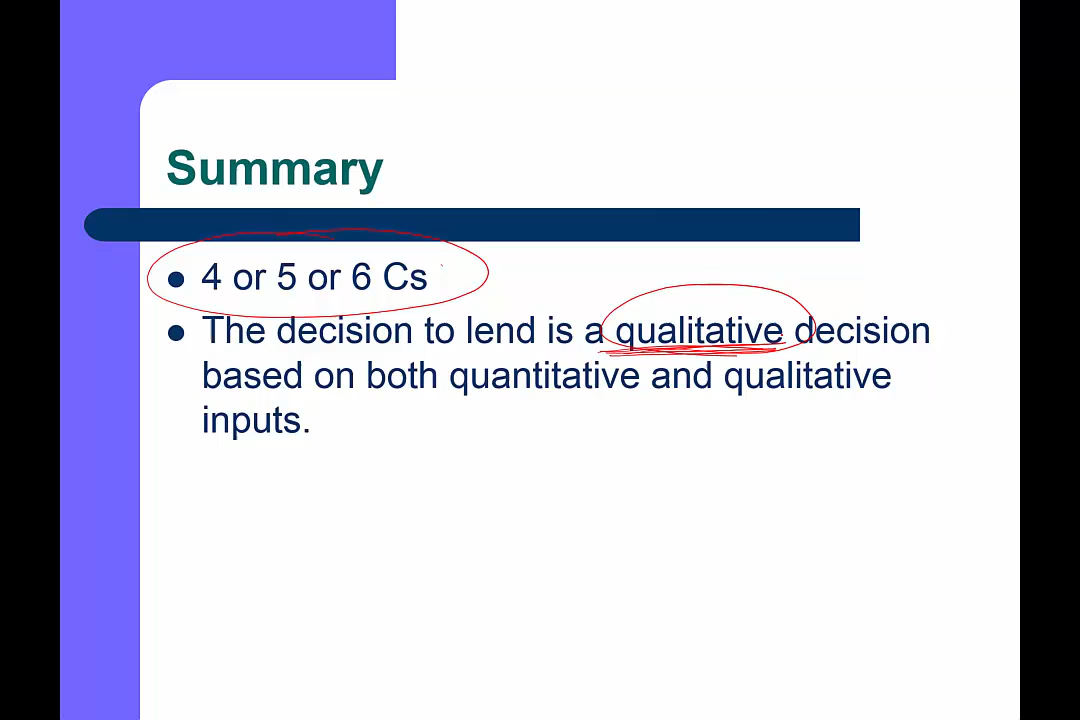 Summary
4 or 5 or 6 Cs
The decision to lend is a qualitative decision
based on both quantitative and qualitative
inputs.